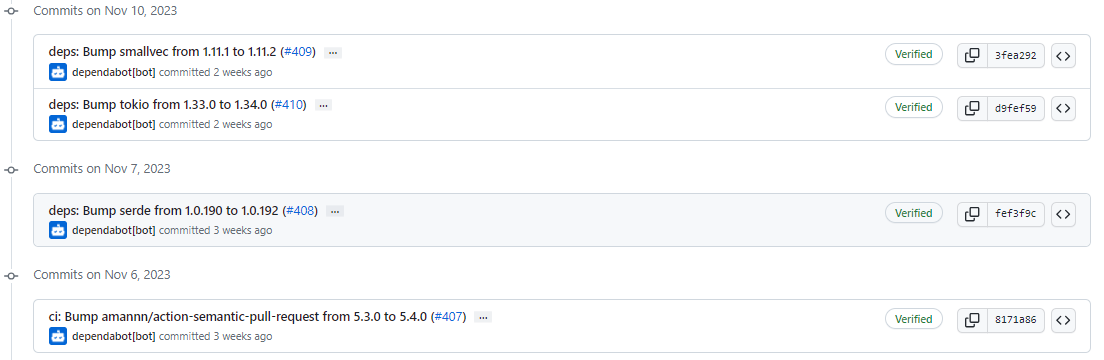 Commits on Nov 10, 2023
deps: Bump smallvec from 1.11.1 to 1.11.2 (#409) ...
Verified
3fea292
dependabot[bot] committed 2 weeks ago
deps: Bump tokio from 1.33.0 to 1.34.0 (#410) ...
Verified
d9fef59
dependabot[bot] committed 2 weeks ago
Commits on Nov 7, 2023
deps: Bump serde from 1.0.190 to 1.0.192 (#408) ...
Verified
fef3f9c
dependabot[bot] committed 3 weeks ago
Commits on Nov 6, 2023
ci: Bump amannn/action-semantic-pull-request from 5.3.0 to 5.4.0 (#407) ...
Verified
8171a86
dependabot[bot] committed 3 weeks ago